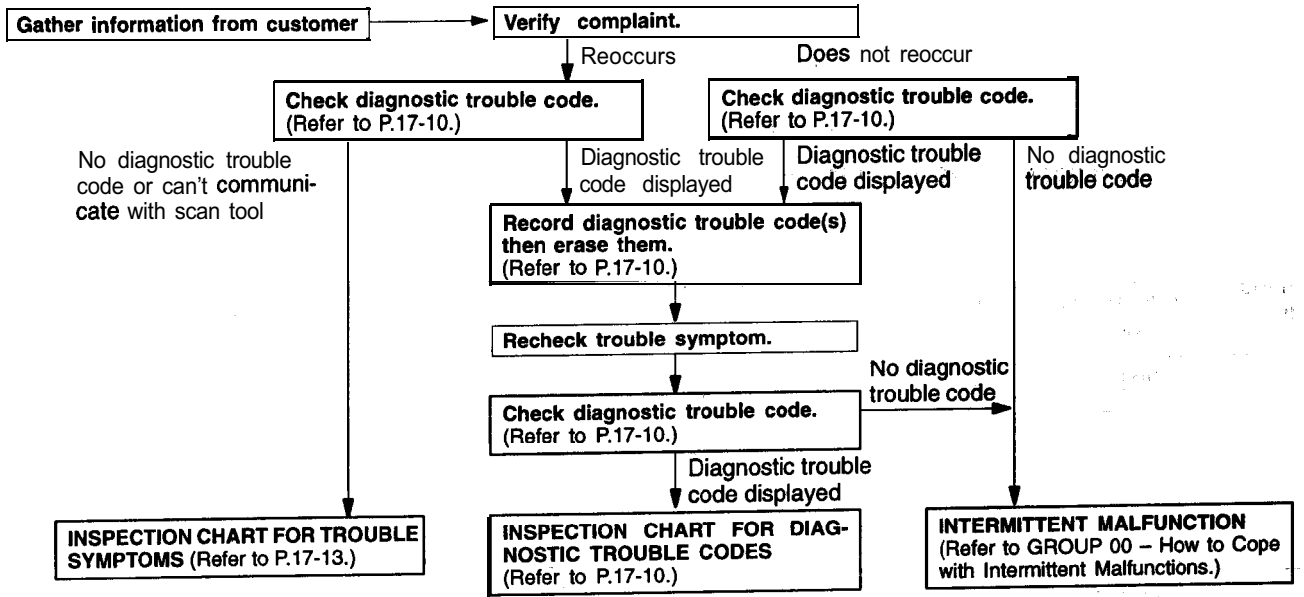 Gather information from customer
Verify complaint.
Reoccurs
Does not reoccur
Check diagnostic trouble code.
(Refer to P.17-10.)
Check diagnostic trouble code.
(Refer to P.17-10.)
No diagnostic trouble
code or can't communi-
cate with scan tool
Diagnostic trouble
code displayed
Diagnostic trouble
code displayed
No diagnostic
trouble code
Record diagnostic trouble code(s)
then erase them.
(Refer to P.17-10.)
Recheck trouble symptom.
No diagnostic
trouble code
Check diagnostic trouble code.
(Refer to P.17-10.)
Diagnostic trouble
code displayed
INSPECTION CHART FOR TROUBLE
SYMPTOMS (Refer to P.17-13.)
INSPECTION CHART FOR DIAG-
NOSTIC TROUBLE CODES
(Refer to P.17-10.)
INTERMITTENT MALFUNCTION
(Refer to GROUP 00 – How to Cope
with Intermittent Malfunctions.)